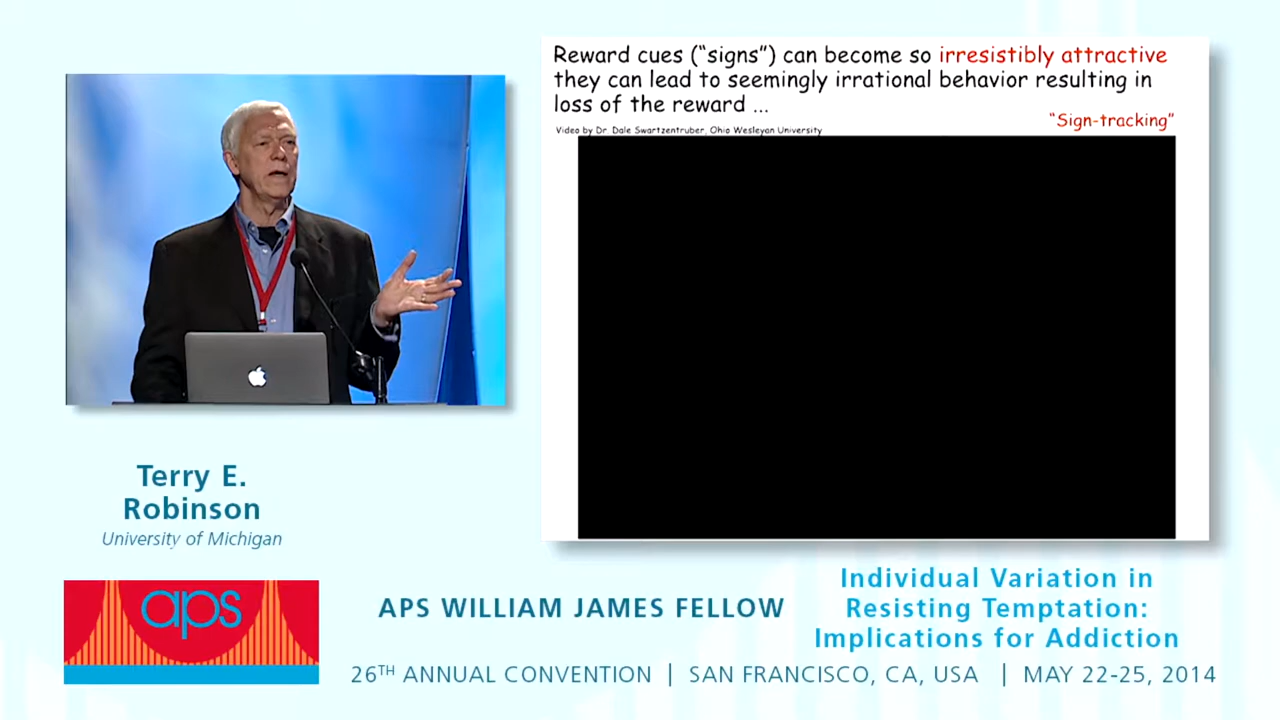 Reward cues (“signs”) can become so irresistibly attractive
they can lead to seemingly irrational behavior resulting in
loss of the reward ...
“Sign-tracking”
Video by Dr. Dale Swartzentruber, Ohio Wesleyan University
Terry E.
Robinson
University of Michigan
aps
APS WILLIAM JAMES FELLOW
Individual Variation in
Resisting Temptation:
Implications for Addiction
26TH ANNUAL CONVENTION | SAN FRANCISCO, CA, USA | MAY 22-25, 2014